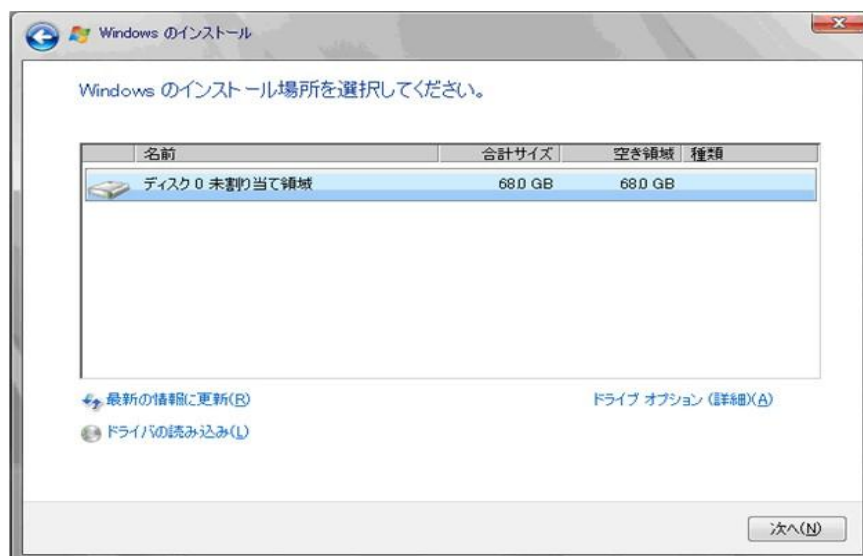 Windows のインストール
Windows のインストール場所を選択してください。
名前 合計サイズ 空き領域 種類
ディスク 0 未割り当て領域 68.0 GB 68.0 GB
最新の情報に更新(R) ドライブ オプション (詳細)(A)
ドライバの読み込み(L)
次へ(N)